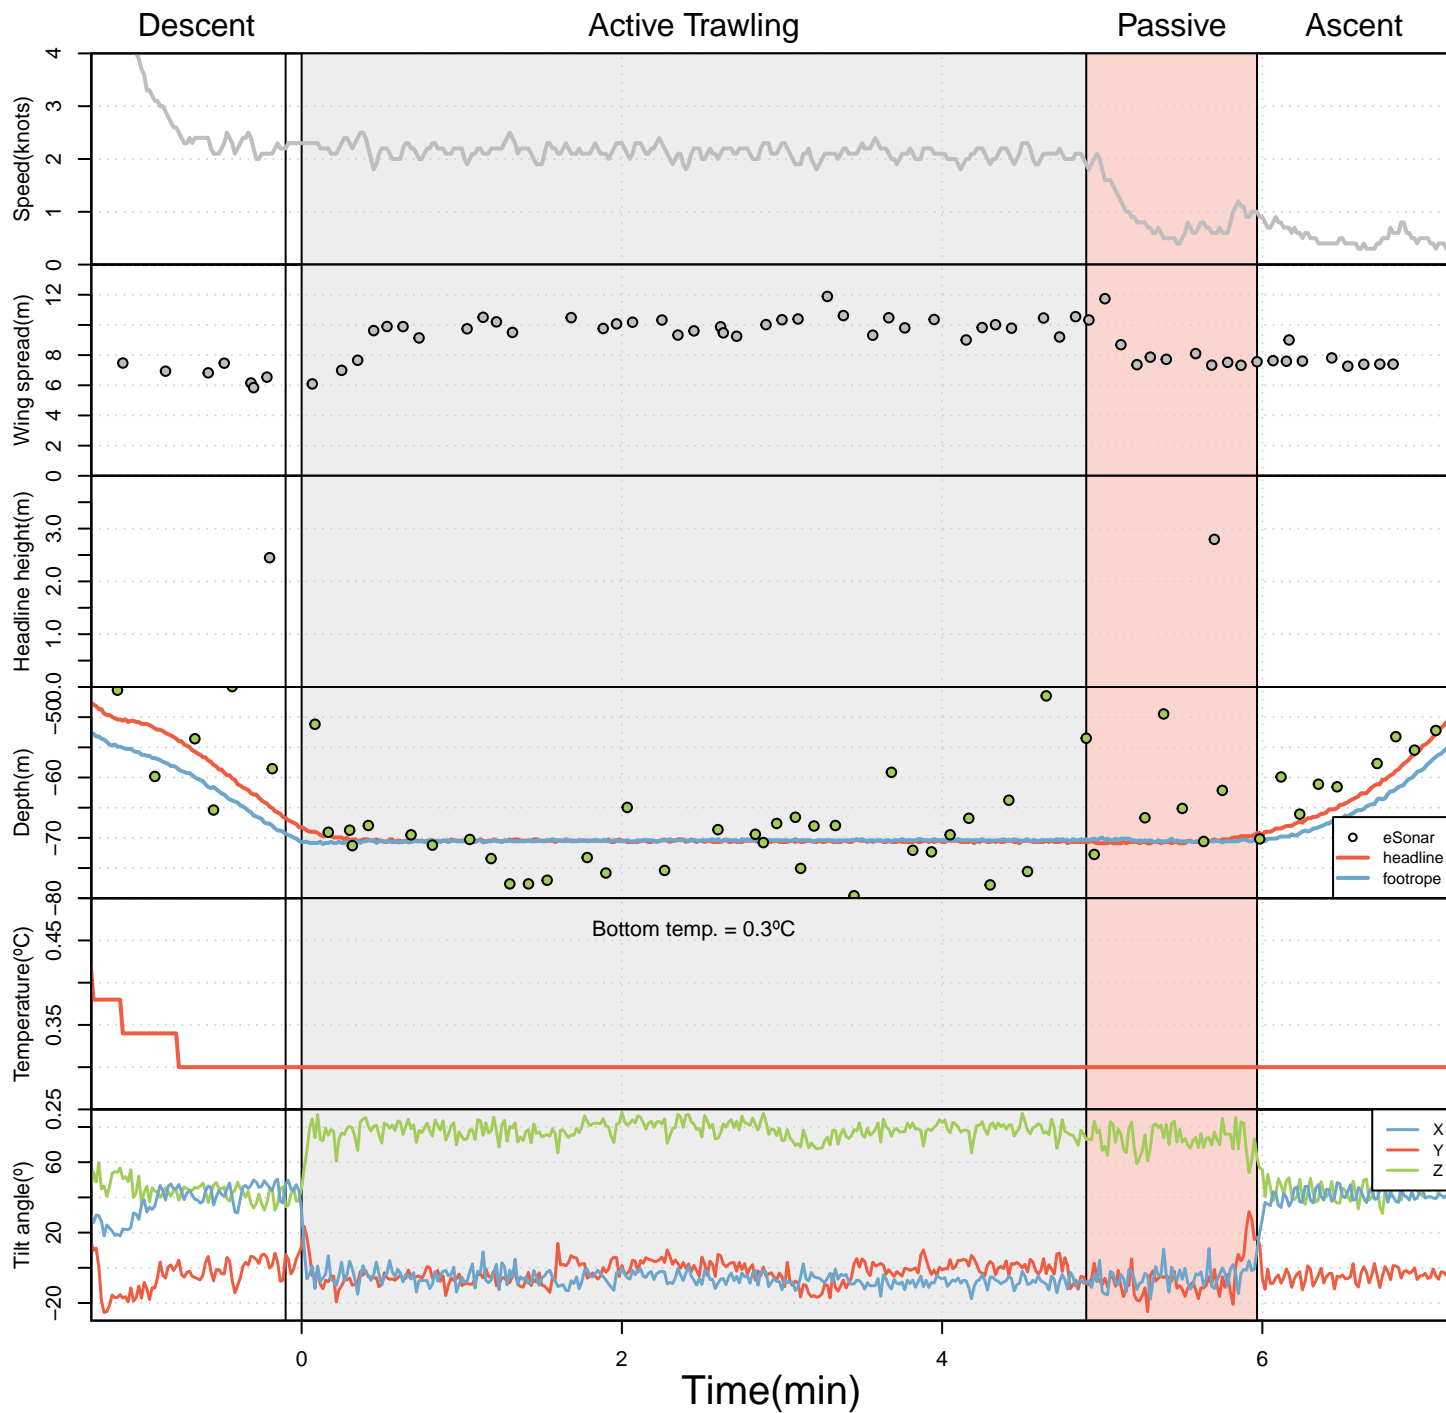 Descent Active Trawling Passive Ascent
Speed(knots)
4
3
2
1
0
Wing spread(m)
12
8
6
4
2
0
Headline height(m)
3.0
2.0
1.0
0.0
Depth(m)
−50
−60
−70
−80
eSonar
headline
footrope
Temperature(ºC)
0.45
0.35
0.25
Bottom temp. = 0.3ºC
Tilt angle(º)
60
20
−20
X
Y
Z
0 2 4 6
Time(min)